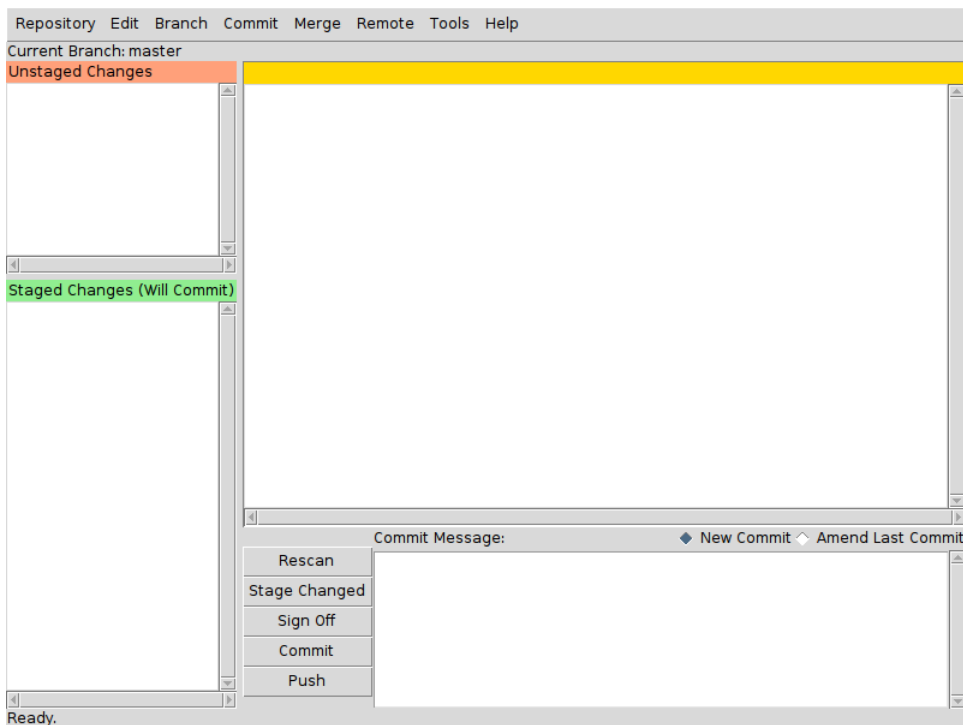 Repository Edit Branch Commit Merge Remote Tools Help
Current Branch: master
Unstaged Changes
Staged Changes (Will Commit)
Commit Message:
New Commit
Amend Last Commit
Rescan
Stage Changed
Sign Off
Commit
Push
Ready.